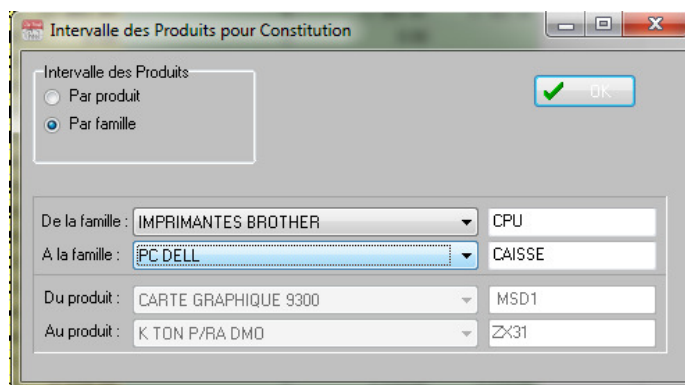 Intervalle des Produits pour Constitution
Intervalle des Produits
Par produit
Par famille
OK
De la famille : IMPRIMANTES BROTHER CPU
A la famille : PC DELL CAISSE
Du produit : CARTE GRAPHIQUE 9300 MSD1
Au produit : K TON P/RA DMO ZX31